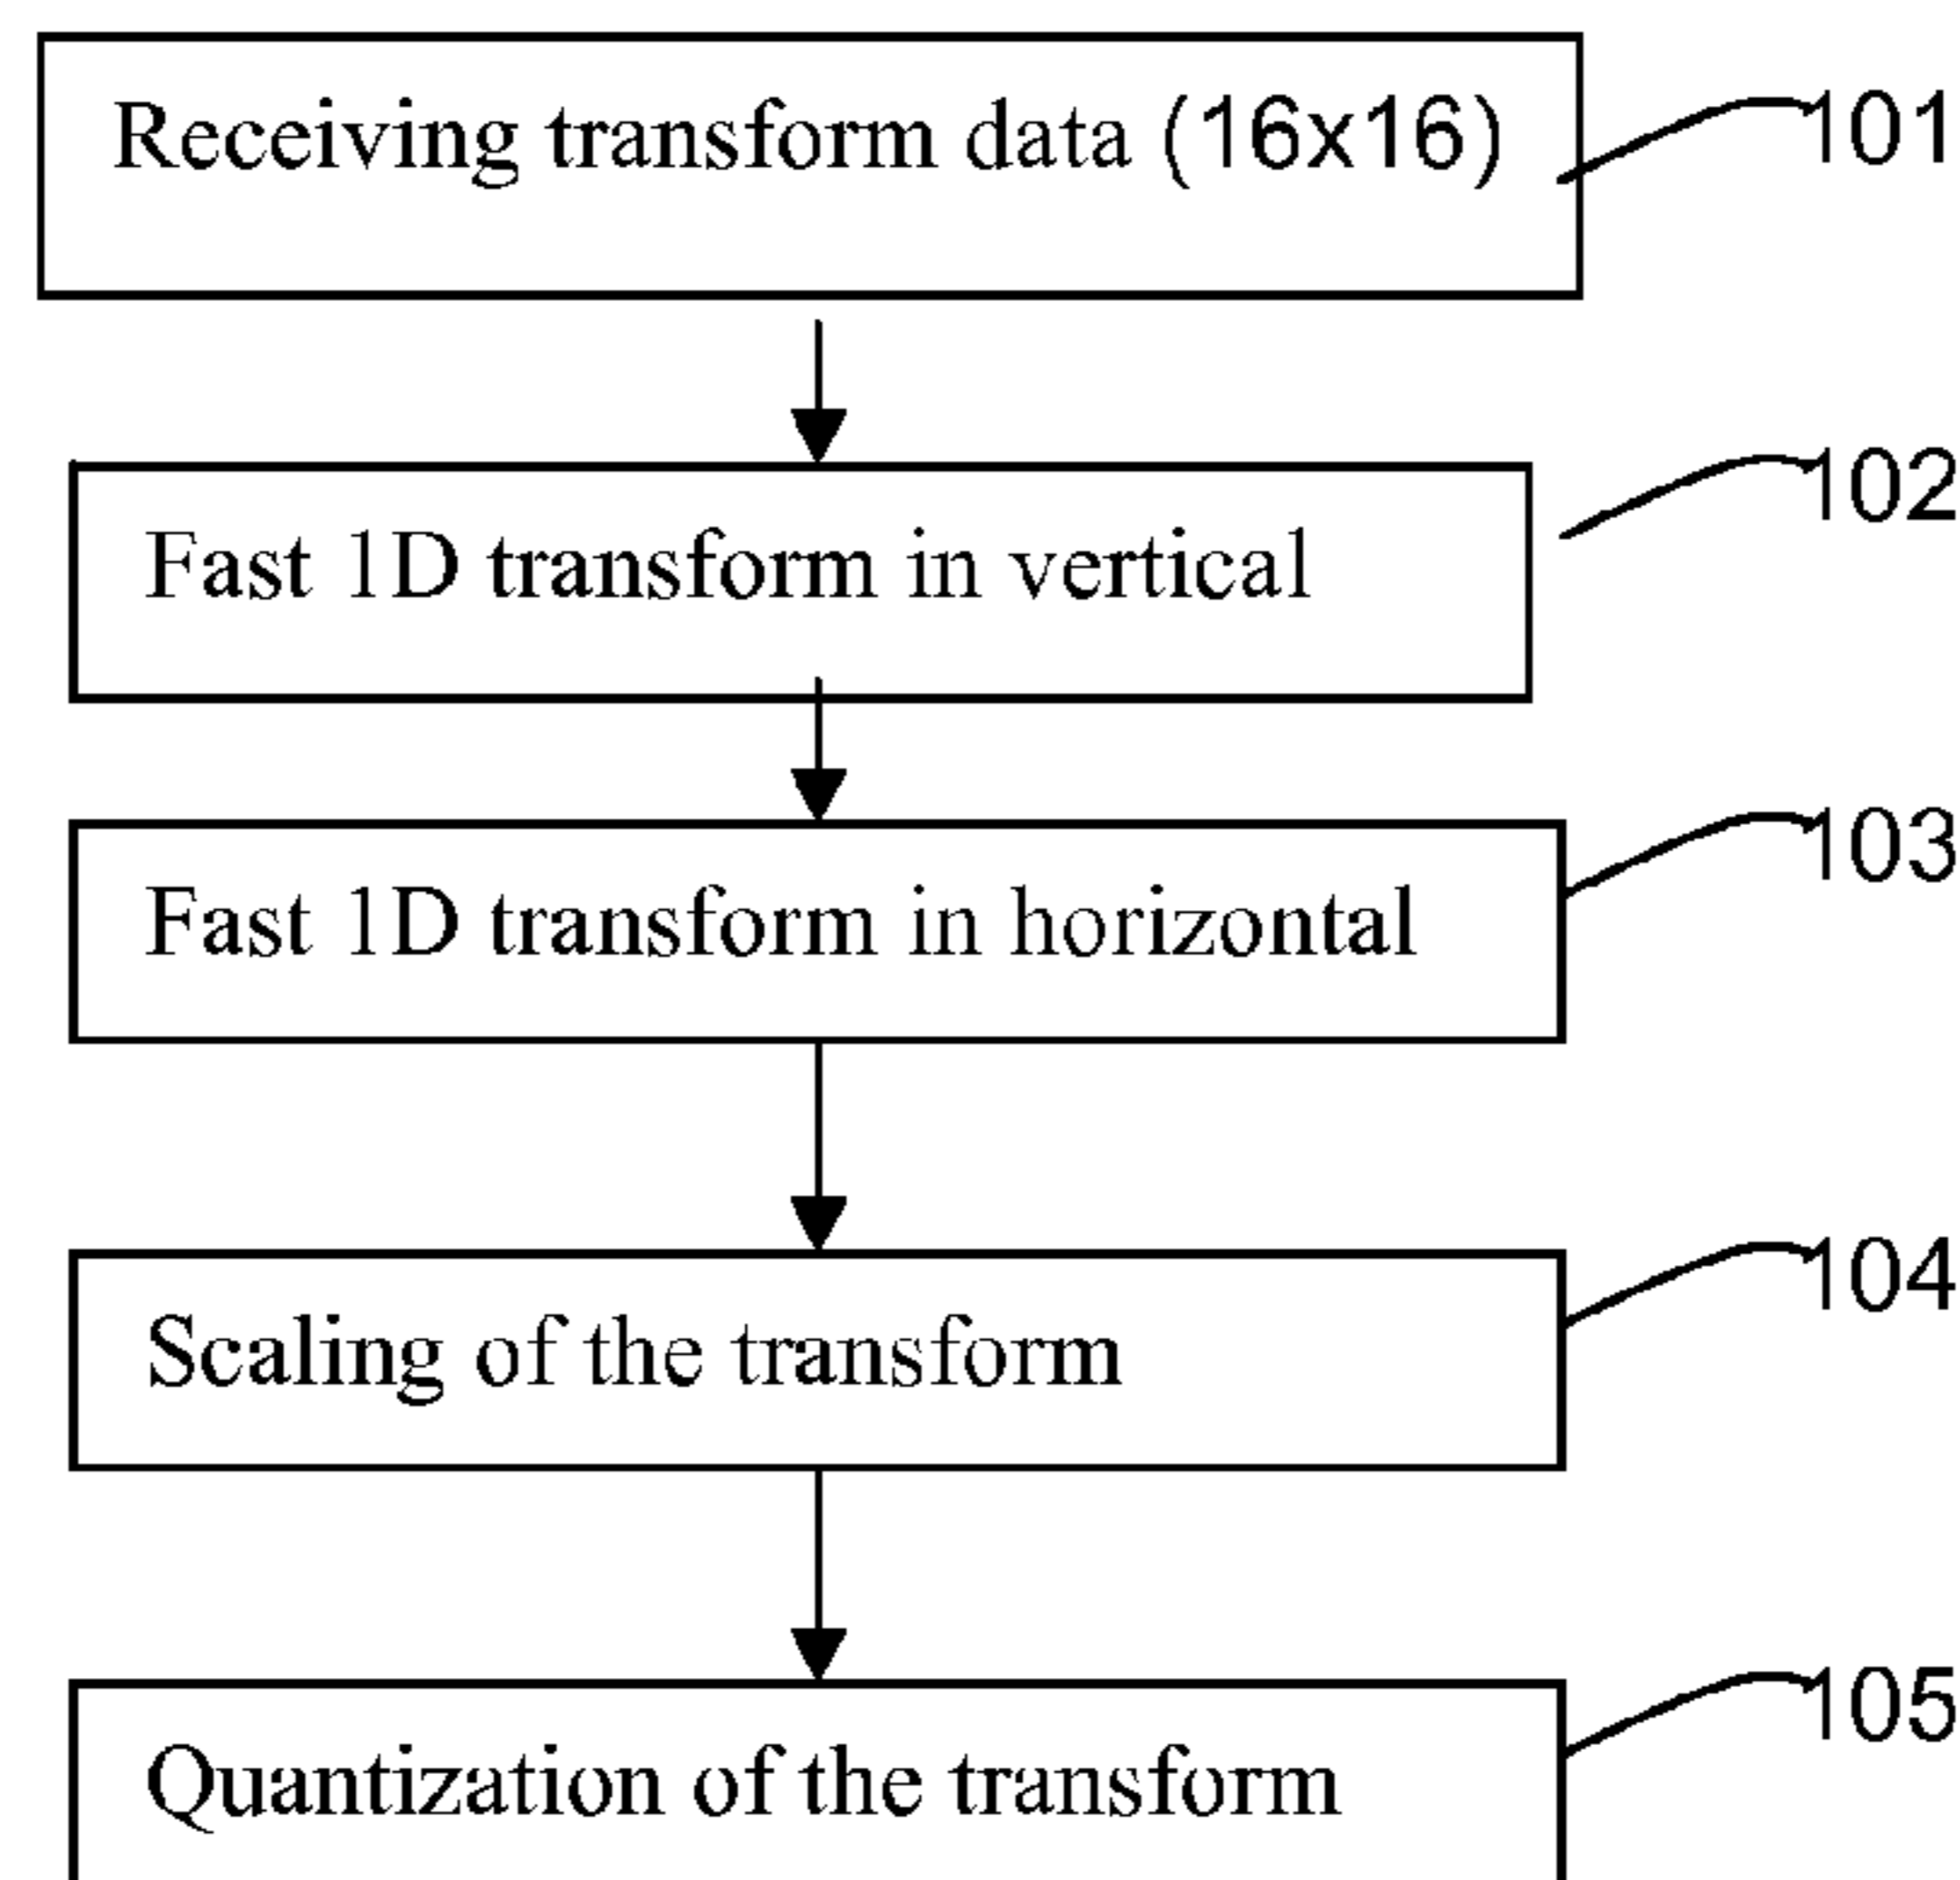 Receiving transform data (16x16)
101
102
Fast 1D transform in vertical
103
Fast 1D transform in horizontal
104
Scaling of the transform
105
Quantization of the transform